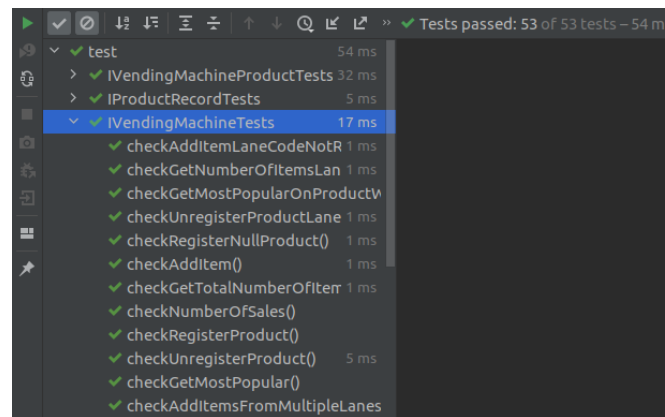 » Tests passed: 53 of 53 tests – 54 m
test 54 ms
IVendingMachineProductTests 32 ms
IProductRecordTests 5 ms
IVendingMachineTests 17 ms
checkAddItemLaneCodeNotR 1 ms
checkGetNumberOfItemsLan 1 ms
checkGetMostPopularOnProductW
checkUnregisterProductLane 1 ms
checkRegisterNullProduct() 1 ms
checkAddItem() 1 ms
checkGetTotalNumberOfItem 1 ms
checkNumberOfSales()
checkRegisterProduct()
checkUnregisterProduct() 5 ms
checkGetMostPopular()
checkAddItemsFromMultipleLanes